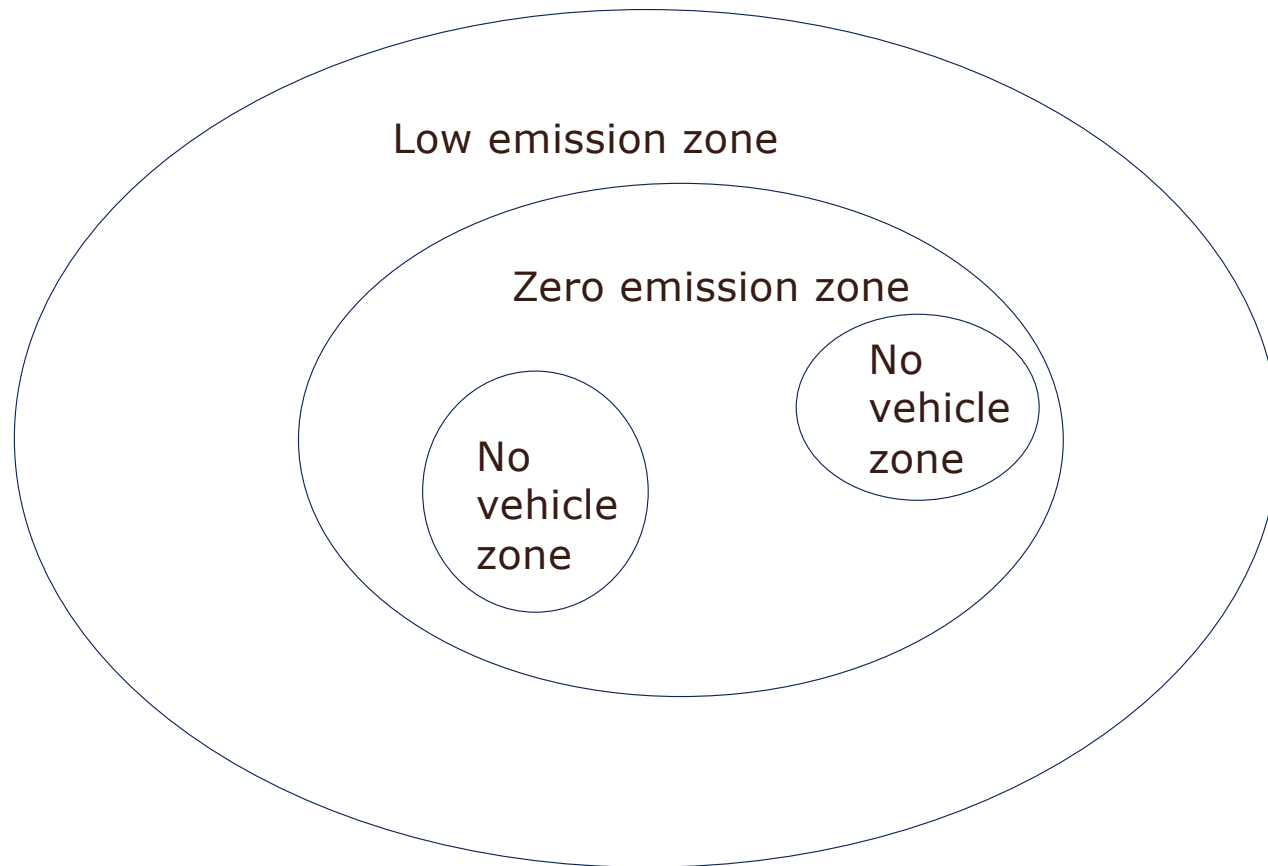 Low emission zone
Zero emission zone
No
vehicle
zone
No
vehicle
zone